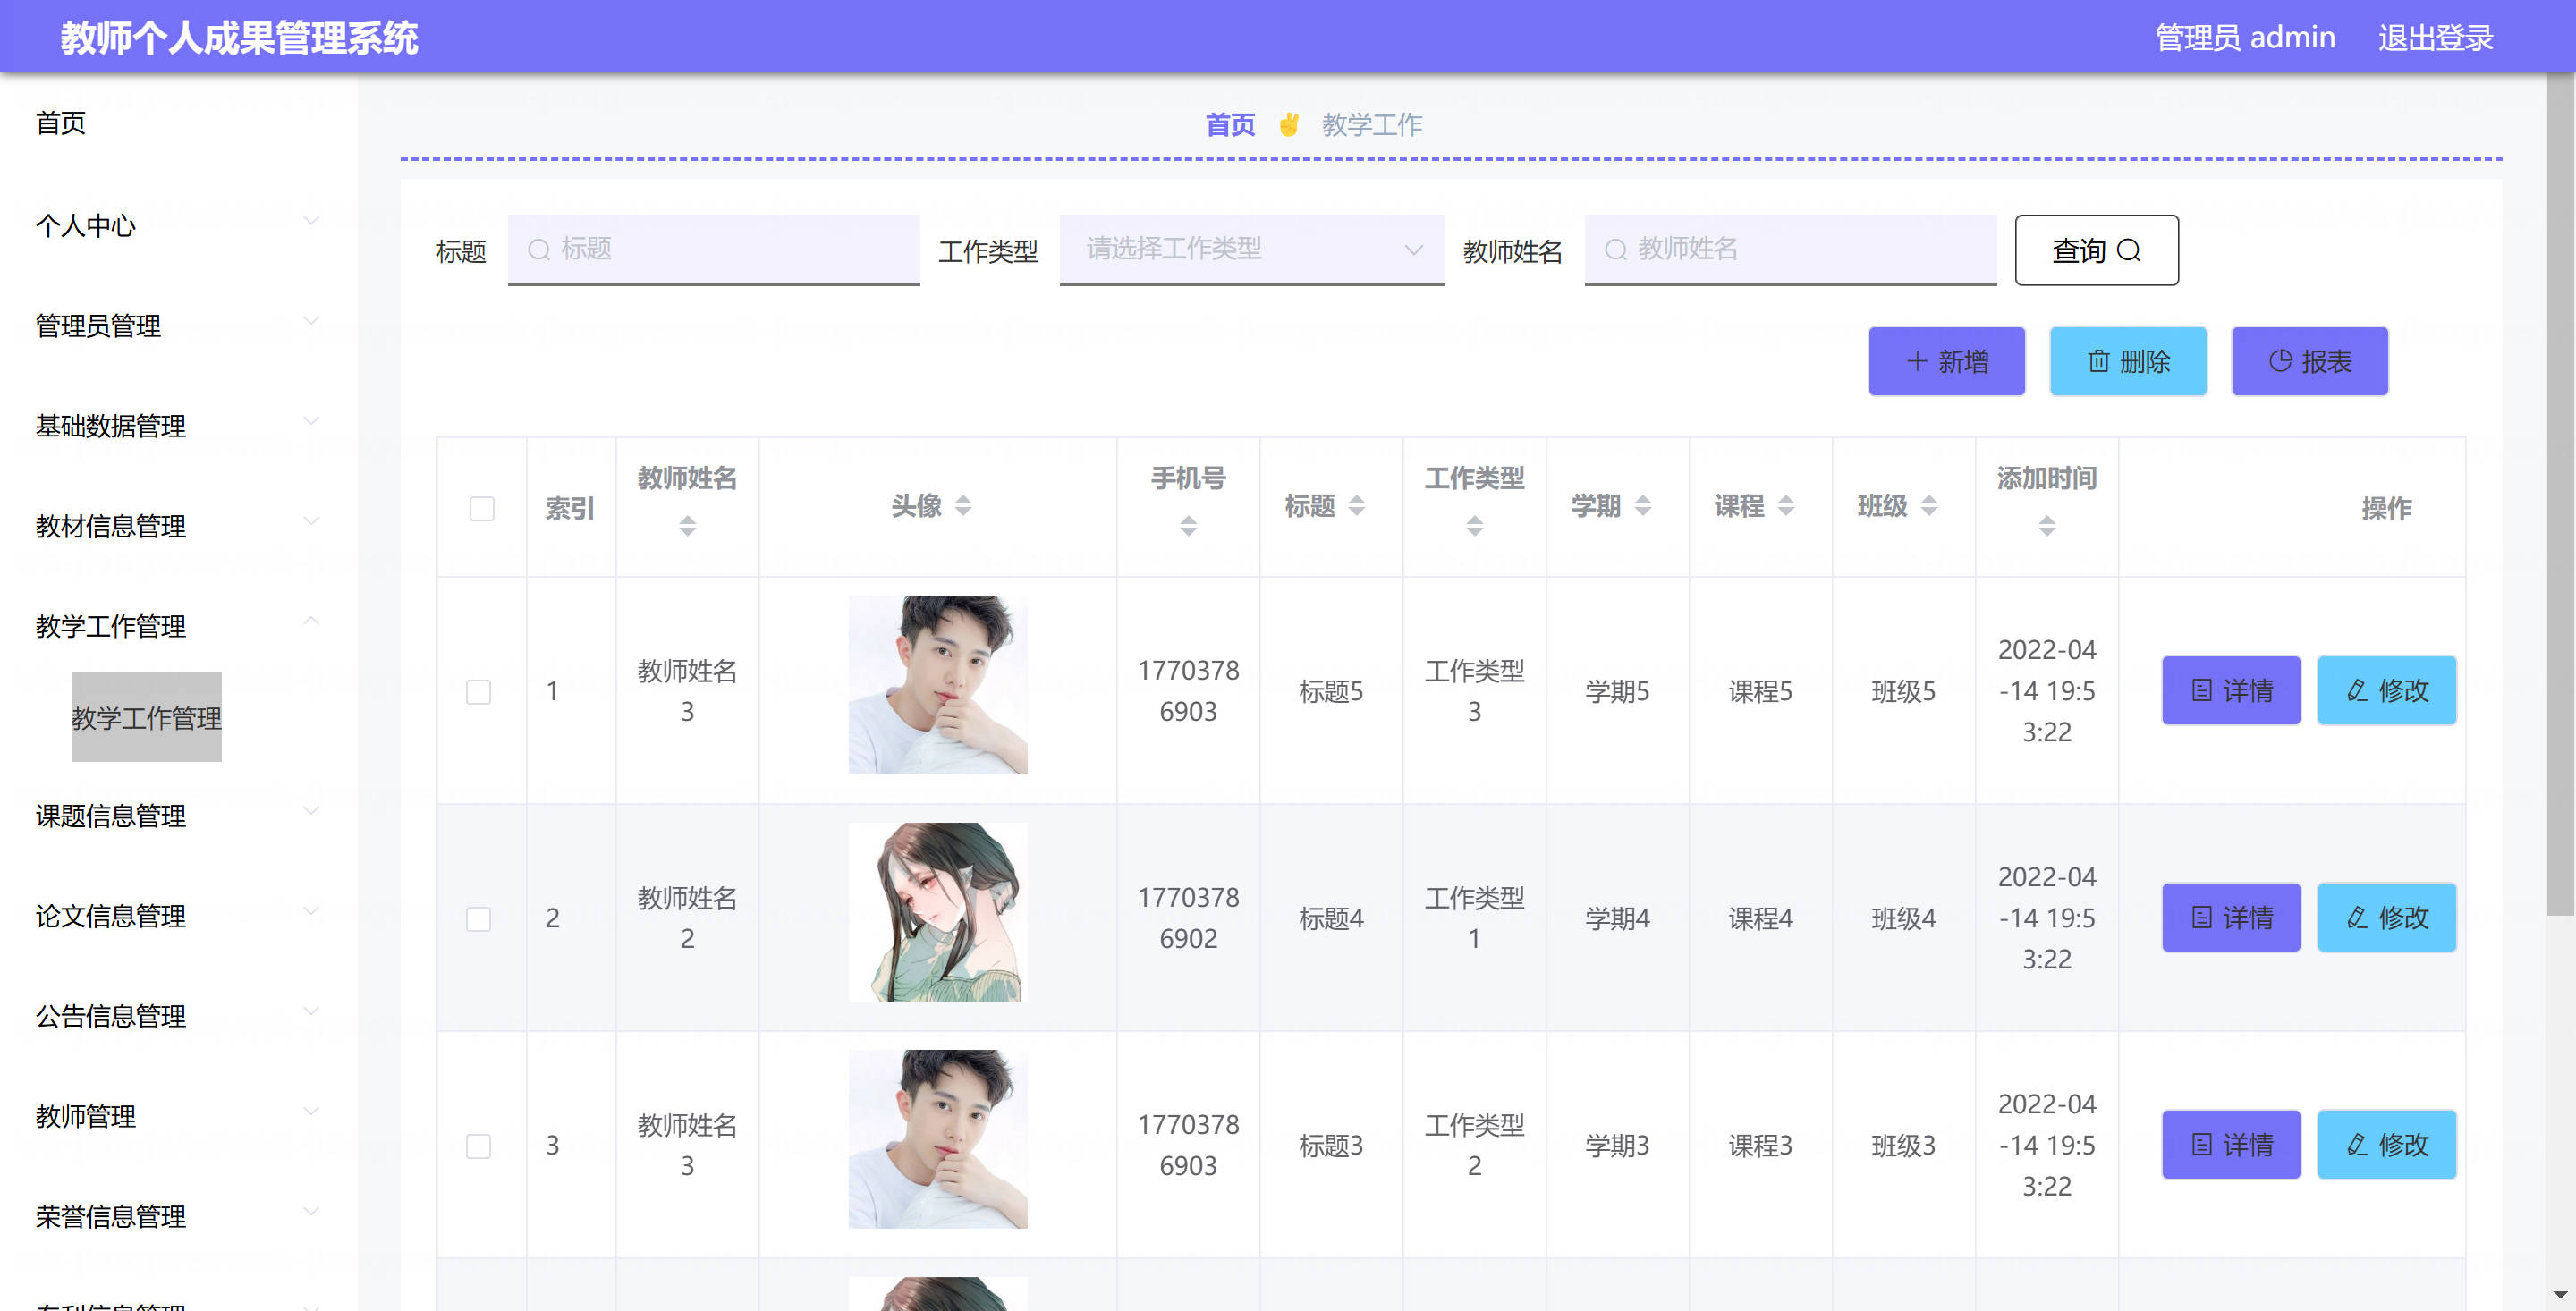 教师个人成果管理系统
管理员 admin
退出登录
首页
个人中心
管理员管理
基础数据管理
教材信息管理
教学工作管理
教学工作管理
课题信息管理
论文信息管理
公告信息管理
教师管理
荣誉信息管理
首页 教学工作
标题 标题 工作类型 请选择工作类型 教师姓名 教师姓名 查询
新增 删除 报表
索引 教师姓名 头像 手机号 标题 工作类型 学期 课程 班级 添加时间 操作
1 教师姓名3 17703786903 标题5 工作类型3 学期5 课程5 班级5 2022-04-14 19:53:22 详情 修改
2 教师姓名2 17703786902 标题4 工作类型1 学期4 课程4 班级4 2022-04-14 19:53:22 详情 修改
3 教师姓名3 17703786903 标题3 工作类型2 学期3 课程3 班级3 2022-04-14 19:53:22 详情 修改